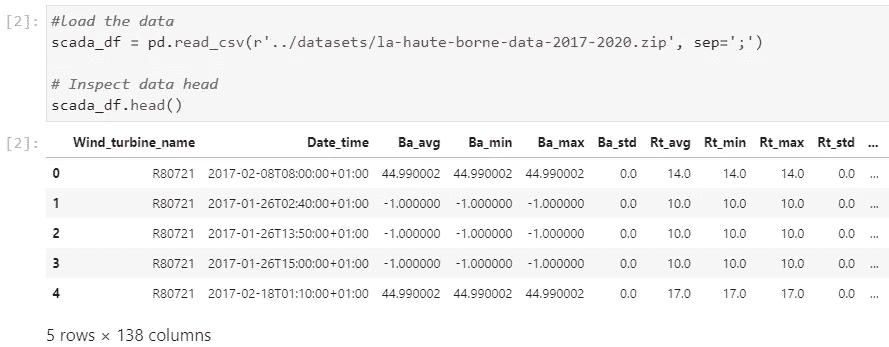 [2]: #load the data
scada_df = pd.read_csv(r'../datasets/la-haute-borne-data-2017-2020.zip', sep=';')
# Inspect data head
scada_df.head()
[2]: Wind_turbine_name Date_time Ba_avg Ba_min Ba_max Ba_std Rt_avg Rt_min Rt_max Rt_std ...
0 R80721 2017-02-08T08:00:00+01:00 44.990002 44.990002 44.990002 0.0 14.0 14.0 14.0 0.0 ...
1 R80721 2017-01-26T02:40:00+01:00 -1.000000 -1.000000 -1.000000 0.0 10.0 10.0 10.0 0.0 ...
2 R80721 2017-01-26T13:50:00+01:00 -1.000000 -1.000000 -1.000000 0.0 10.0 10.0 10.0 0.0 ...
3 R80721 2017-01-26T15:00:00+01:00 -1.000000 -1.000000 -1.000000 0.0 10.0 10.0 10.0 0.0 ...
4 R80721 2017-02-18T01:10:00+01:00 44.990002 44.990002 44.990002 0.0 17.0 17.0 17.0 0.0 ...
5 rows × 138 columns